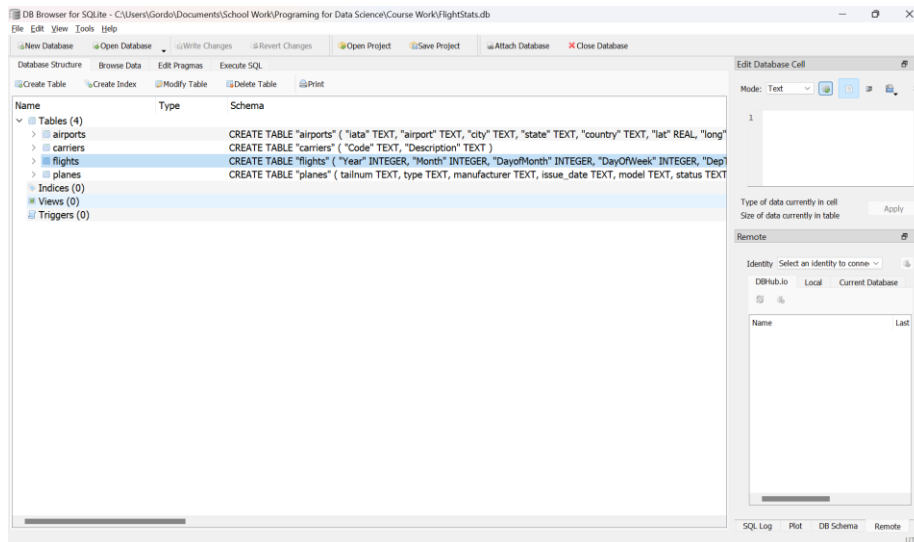 DB Browser for SQLite - C:\Users\Gordo\Documents\School Work\Programing for Data Science\Course Work\FlightStats.db
File Edit View Tools Help
New Database Open Database Write Changes Revert Changes Open Project Save Project Attach Database Close Database
Database Structure Browse Data Edit Pragmas Execute SQL
Create Table Create Index Modify Table Delete Table Print
Name Type Schema
Tables (4)
airports CREATE TABLE "airports" ( "iata" TEXT, "airport" TEXT, "city" TEXT, "state" TEXT, "country" TEXT, "lat" REAL, "long"
carriers CREATE TABLE "carriers" ( "Code" TEXT, "Description" TEXT )
flights CREATE TABLE "flights" ( "Year" INTEGER, "Month" INTEGER, "DayofMonth" INTEGER, "DayOfWeek" INTEGER, "DepT
planes CREATE TABLE "planes" ( tailnum TEXT, type TEXT, manufacturer TEXT, issue_date TEXT, model TEXT, status TEXT
Indices (0)
Views (0)
Triggers (0)
Edit Database Cell
Mode: Text
1
Type of data currently in cell
Size of data currently in table
Apply
Remote
Identity Select an identity to conne
DBHub.io Local Current Database
Name Last
SQL Log Plot DB Schema Remote